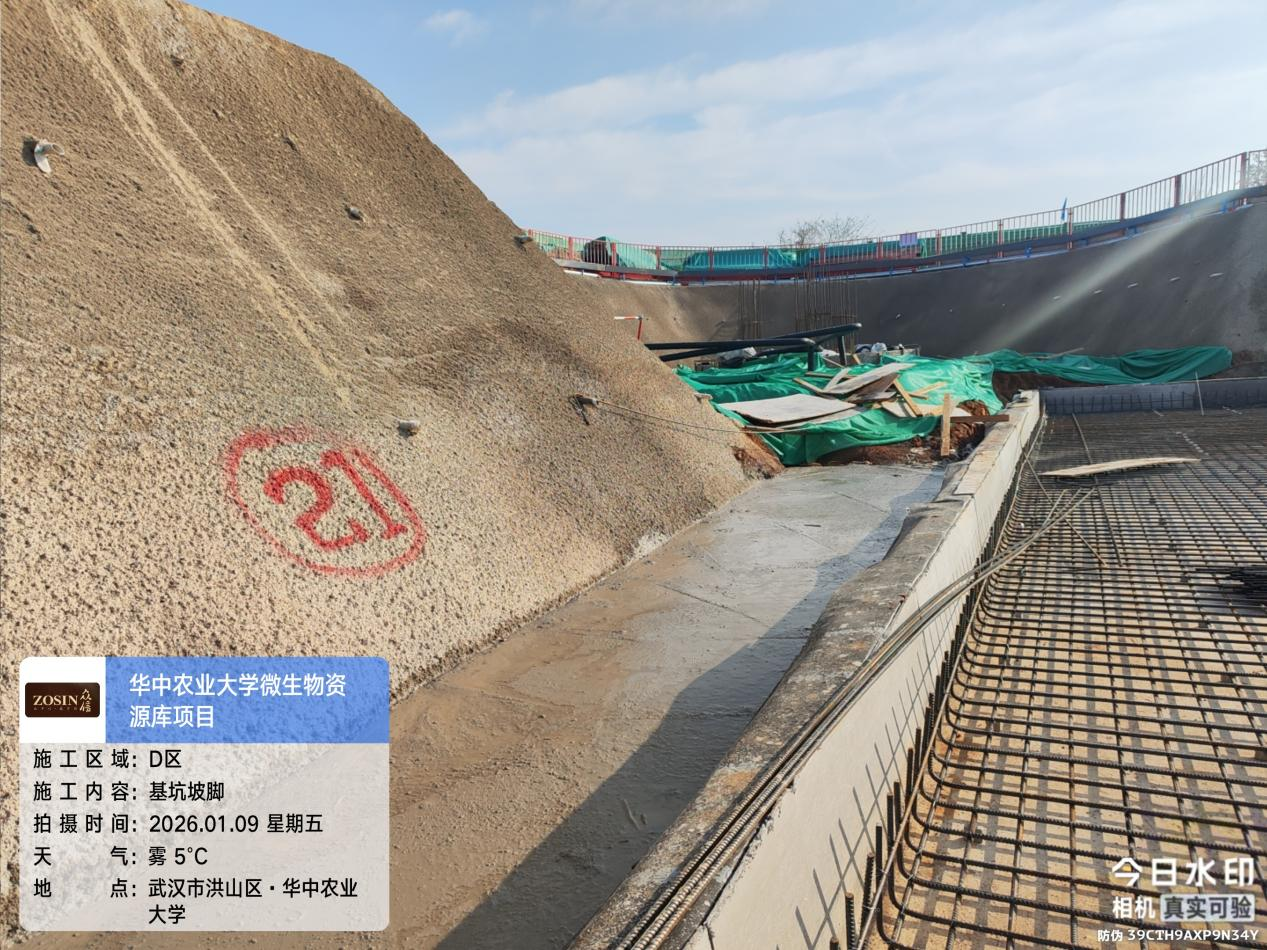 21
ZOSIN众信
华中农业大学微生物资
源库项目
施工区域：D区
施工内容：基坑坡脚
拍摄时间：2026.01.09 星期五
天气：雾 5℃
地点：武汉市洪山区·华中农业
大学
今日水印
相机 真实可验
防伪 39CTH9AXP9N34Y